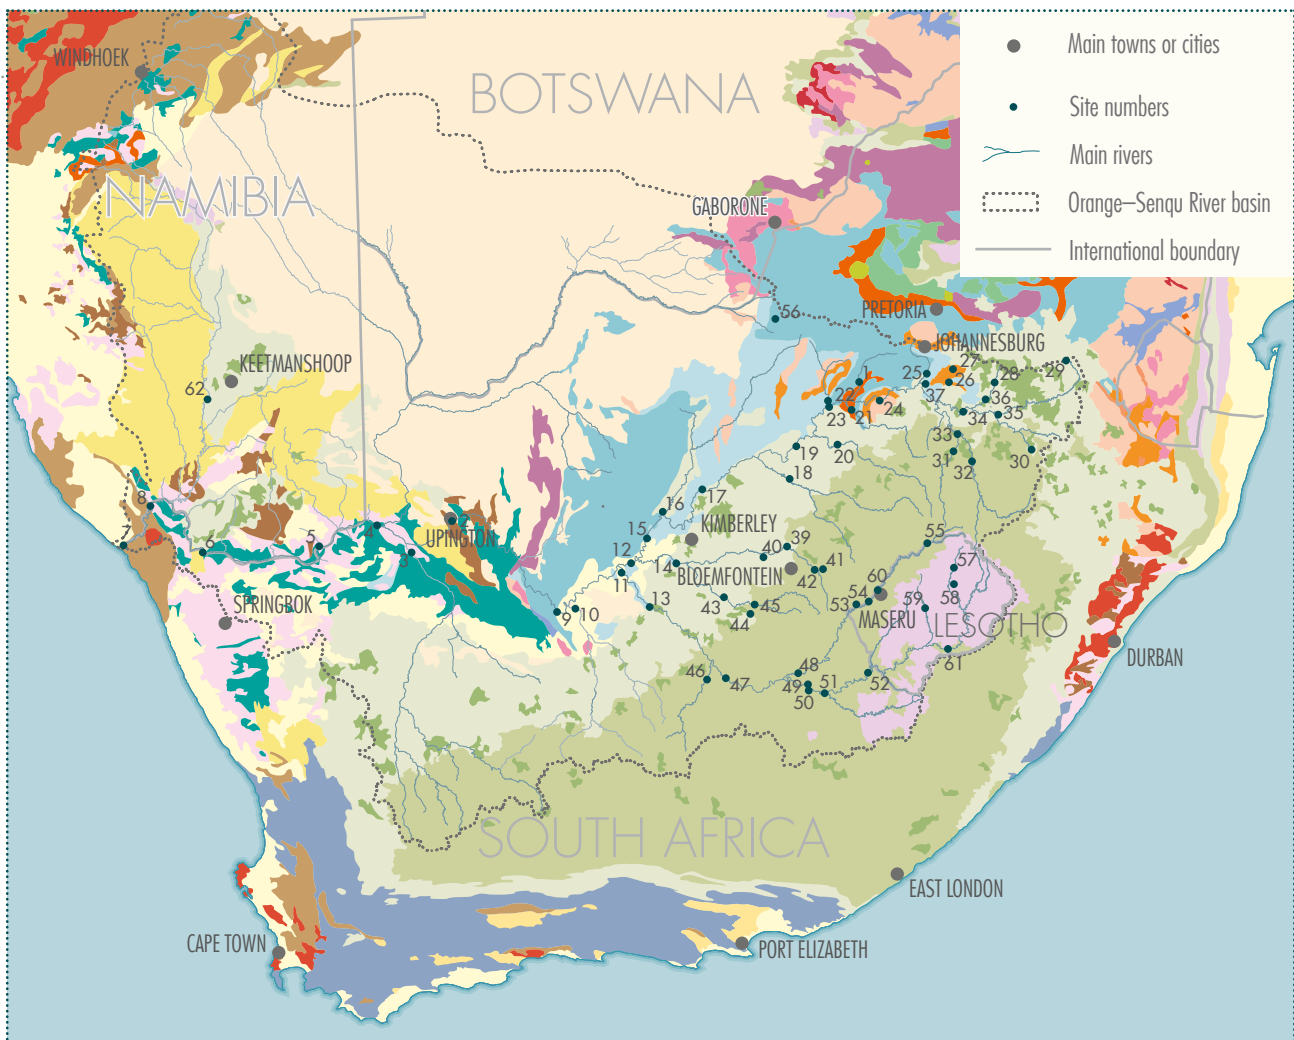 Main towns or cities
Site numbers
Main rivers
Orange–Senqu River basin
International boundary
WINDHOEK
BOTSWANA
NAMIBIA
GABORONE
56
PRETORIA
JOHANNESBURG
KEETMANSHOOP
62
1
25
27
26
28
29
22
23
21
24
37
36
34
35
33
31
32
30
19
20
18
17
16
15
KIMBERLEY
8
7
6
5
4
3
2
UPINGTON
12
11
14
40
39
BLOEMFONTEIN
42
41
55
57
58
59
60
54
53
MASERU
LESOTHO
61
SPRINGBOK
9
10
13
43
45
44
46
47
48
49
50
51
52
DURBAN
SOUTH AFRICA
EAST LONDON
CAPE TOWN
PORT ELIZABETH